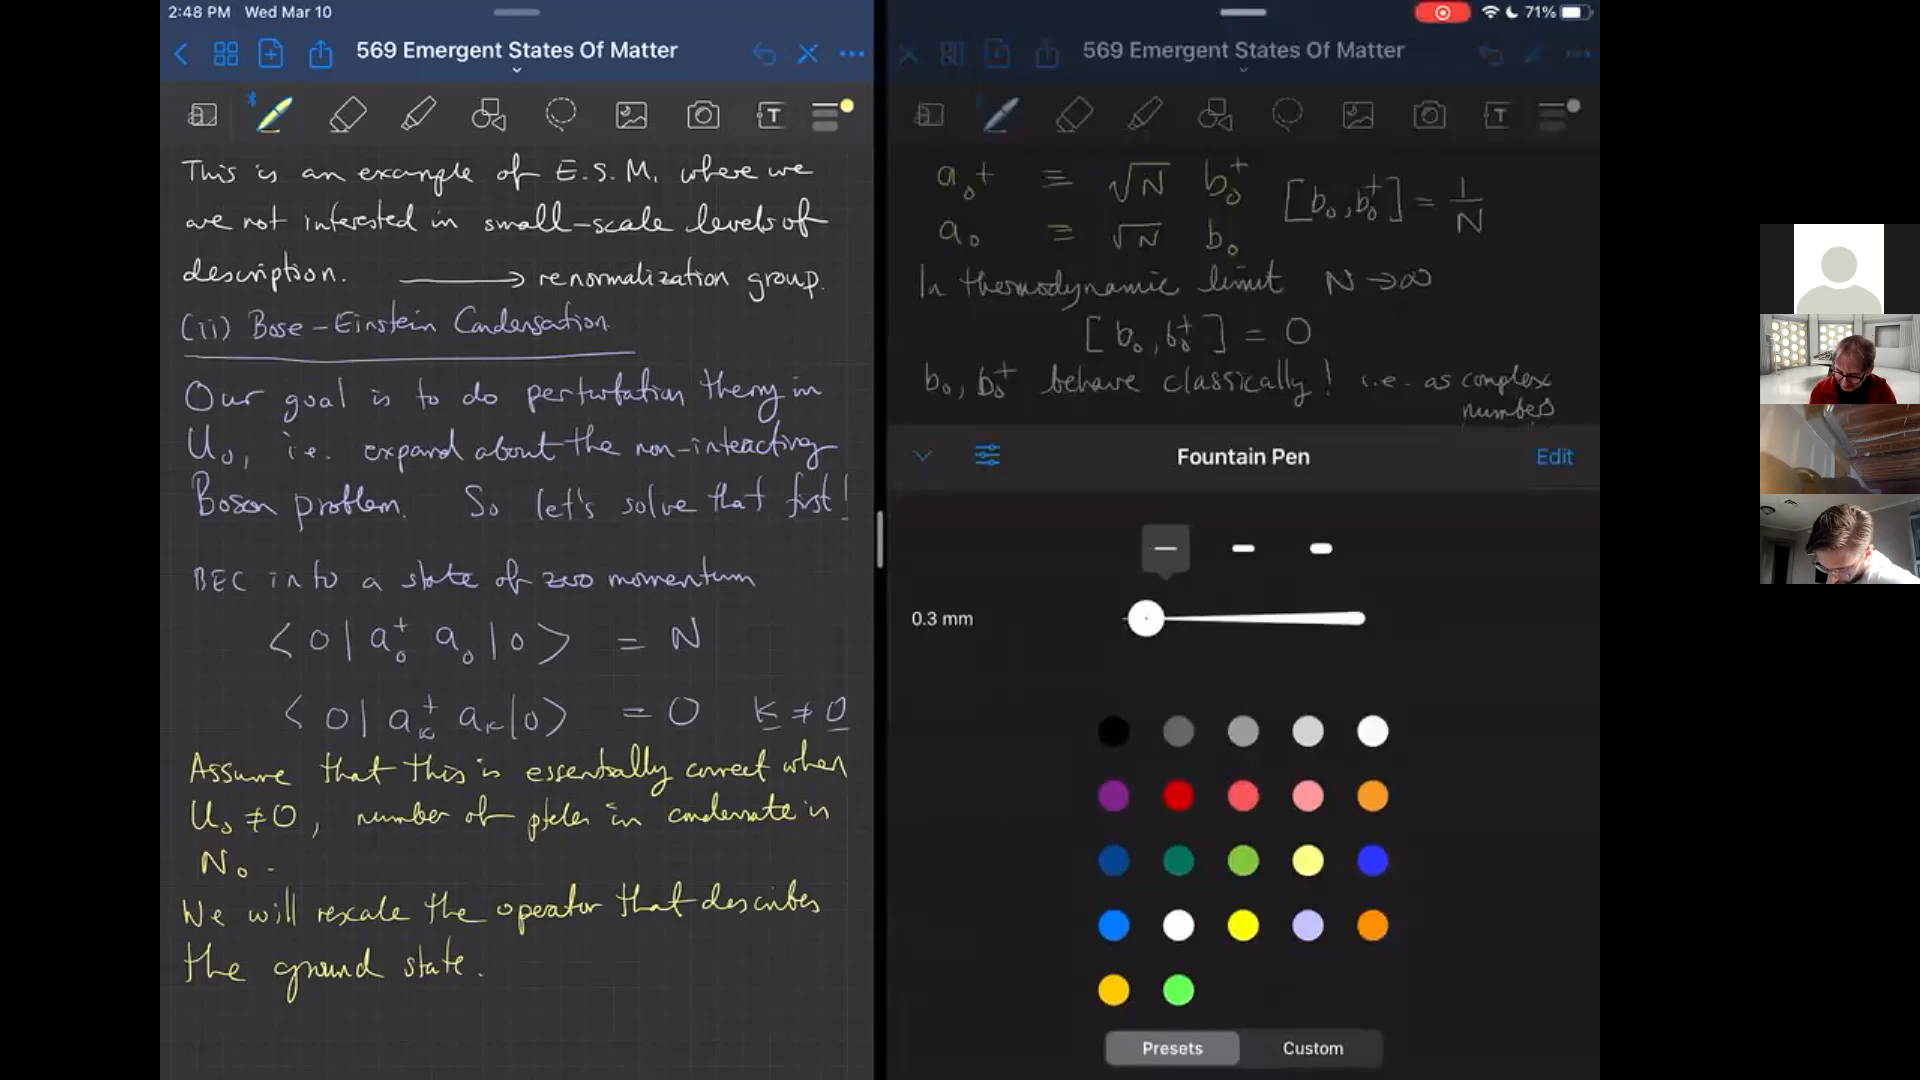 2:48 PM Wed Mar 10
71%
569 Emergent States Of Matter
This is an example of E.S.M. where we
are not interested in small-scale levels of
description. ⟶ renormalization group.
(ii) Bose-Einstein Condensation
Our goal is to do perturbation theory in
U₀, i.e. expand about the non-interacting
Boson problem. So let's solve that first!
BEC into a state of zero momentum
<0| a₀⁺ a₀ |0> = N
<0| a_k⁺ a_k |0> = 0 k ≠ 0
Assume that this is essentially correct when
U₀ ≠ 0, number of ptcles in condensate is
N₀.
We will rescale the operator that describes
the ground state.
569 Emergent States Of Matter
a₀⁺ ≡ √N b₀⁺ [b₀, b₀⁺] = 1/N
a₀ ≡ √N b₀
In thermodynamic limit N → ∞
[b₀, b₀⁺] = 0
b₀, b₀⁺ behave classically! i.e. as complex
numbers
Fountain Pen
Edit
0.3 mm
Presets
Custom